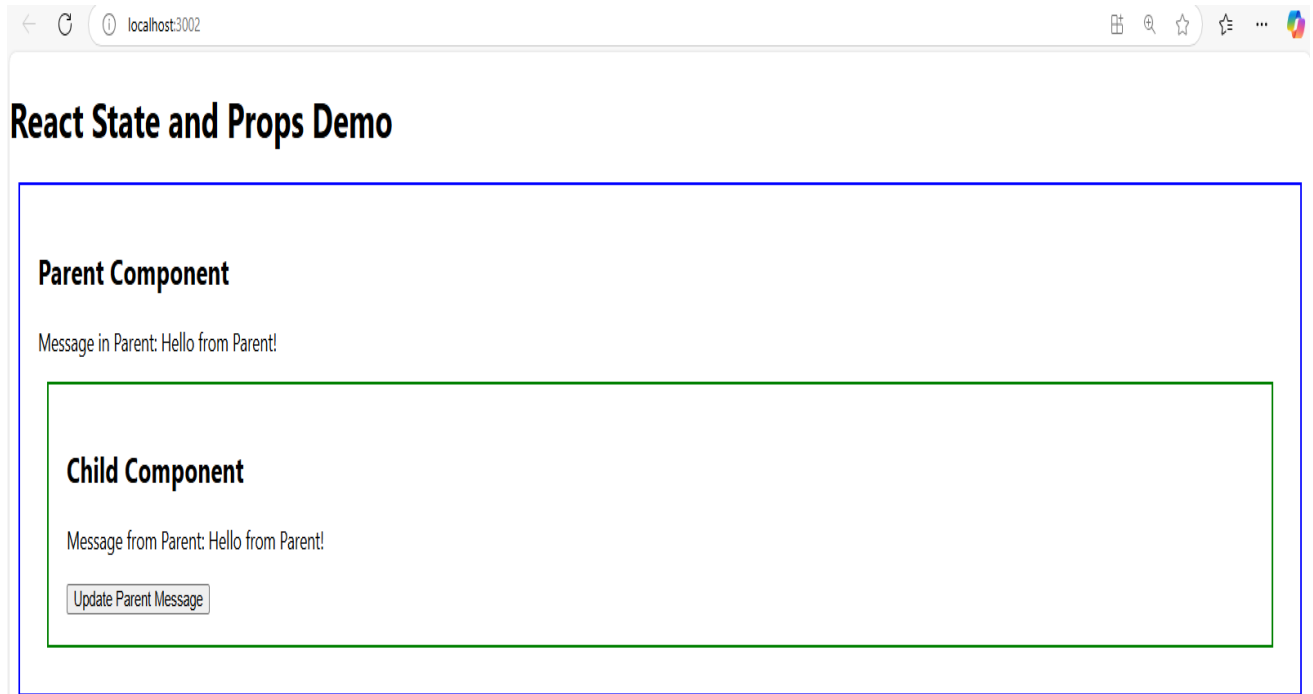 localhost:3002
React State and Props Demo
Parent Component
Message in Parent: Hello from Parent!
Child Component
Message from Parent: Hello from Parent!
Update Parent Message